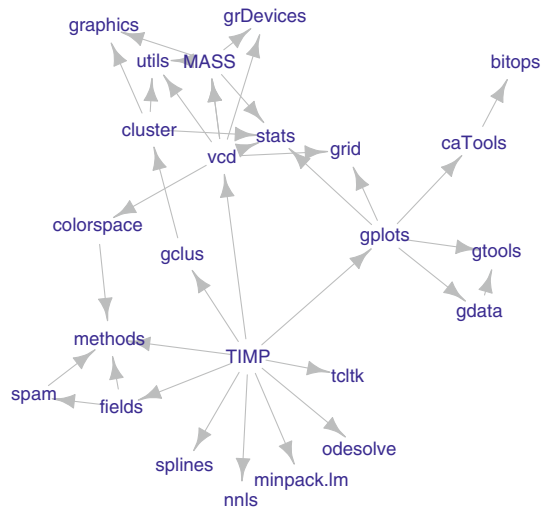 grDevices
graphics
utils
MASS
bitops
cluster
stats
caTools
vcd
grid
colorspace
gplots
gclus
gtools
gdata
methods
TIMP
tcltk
spam
fields
odesolve
splines
minpack.lm
nnls